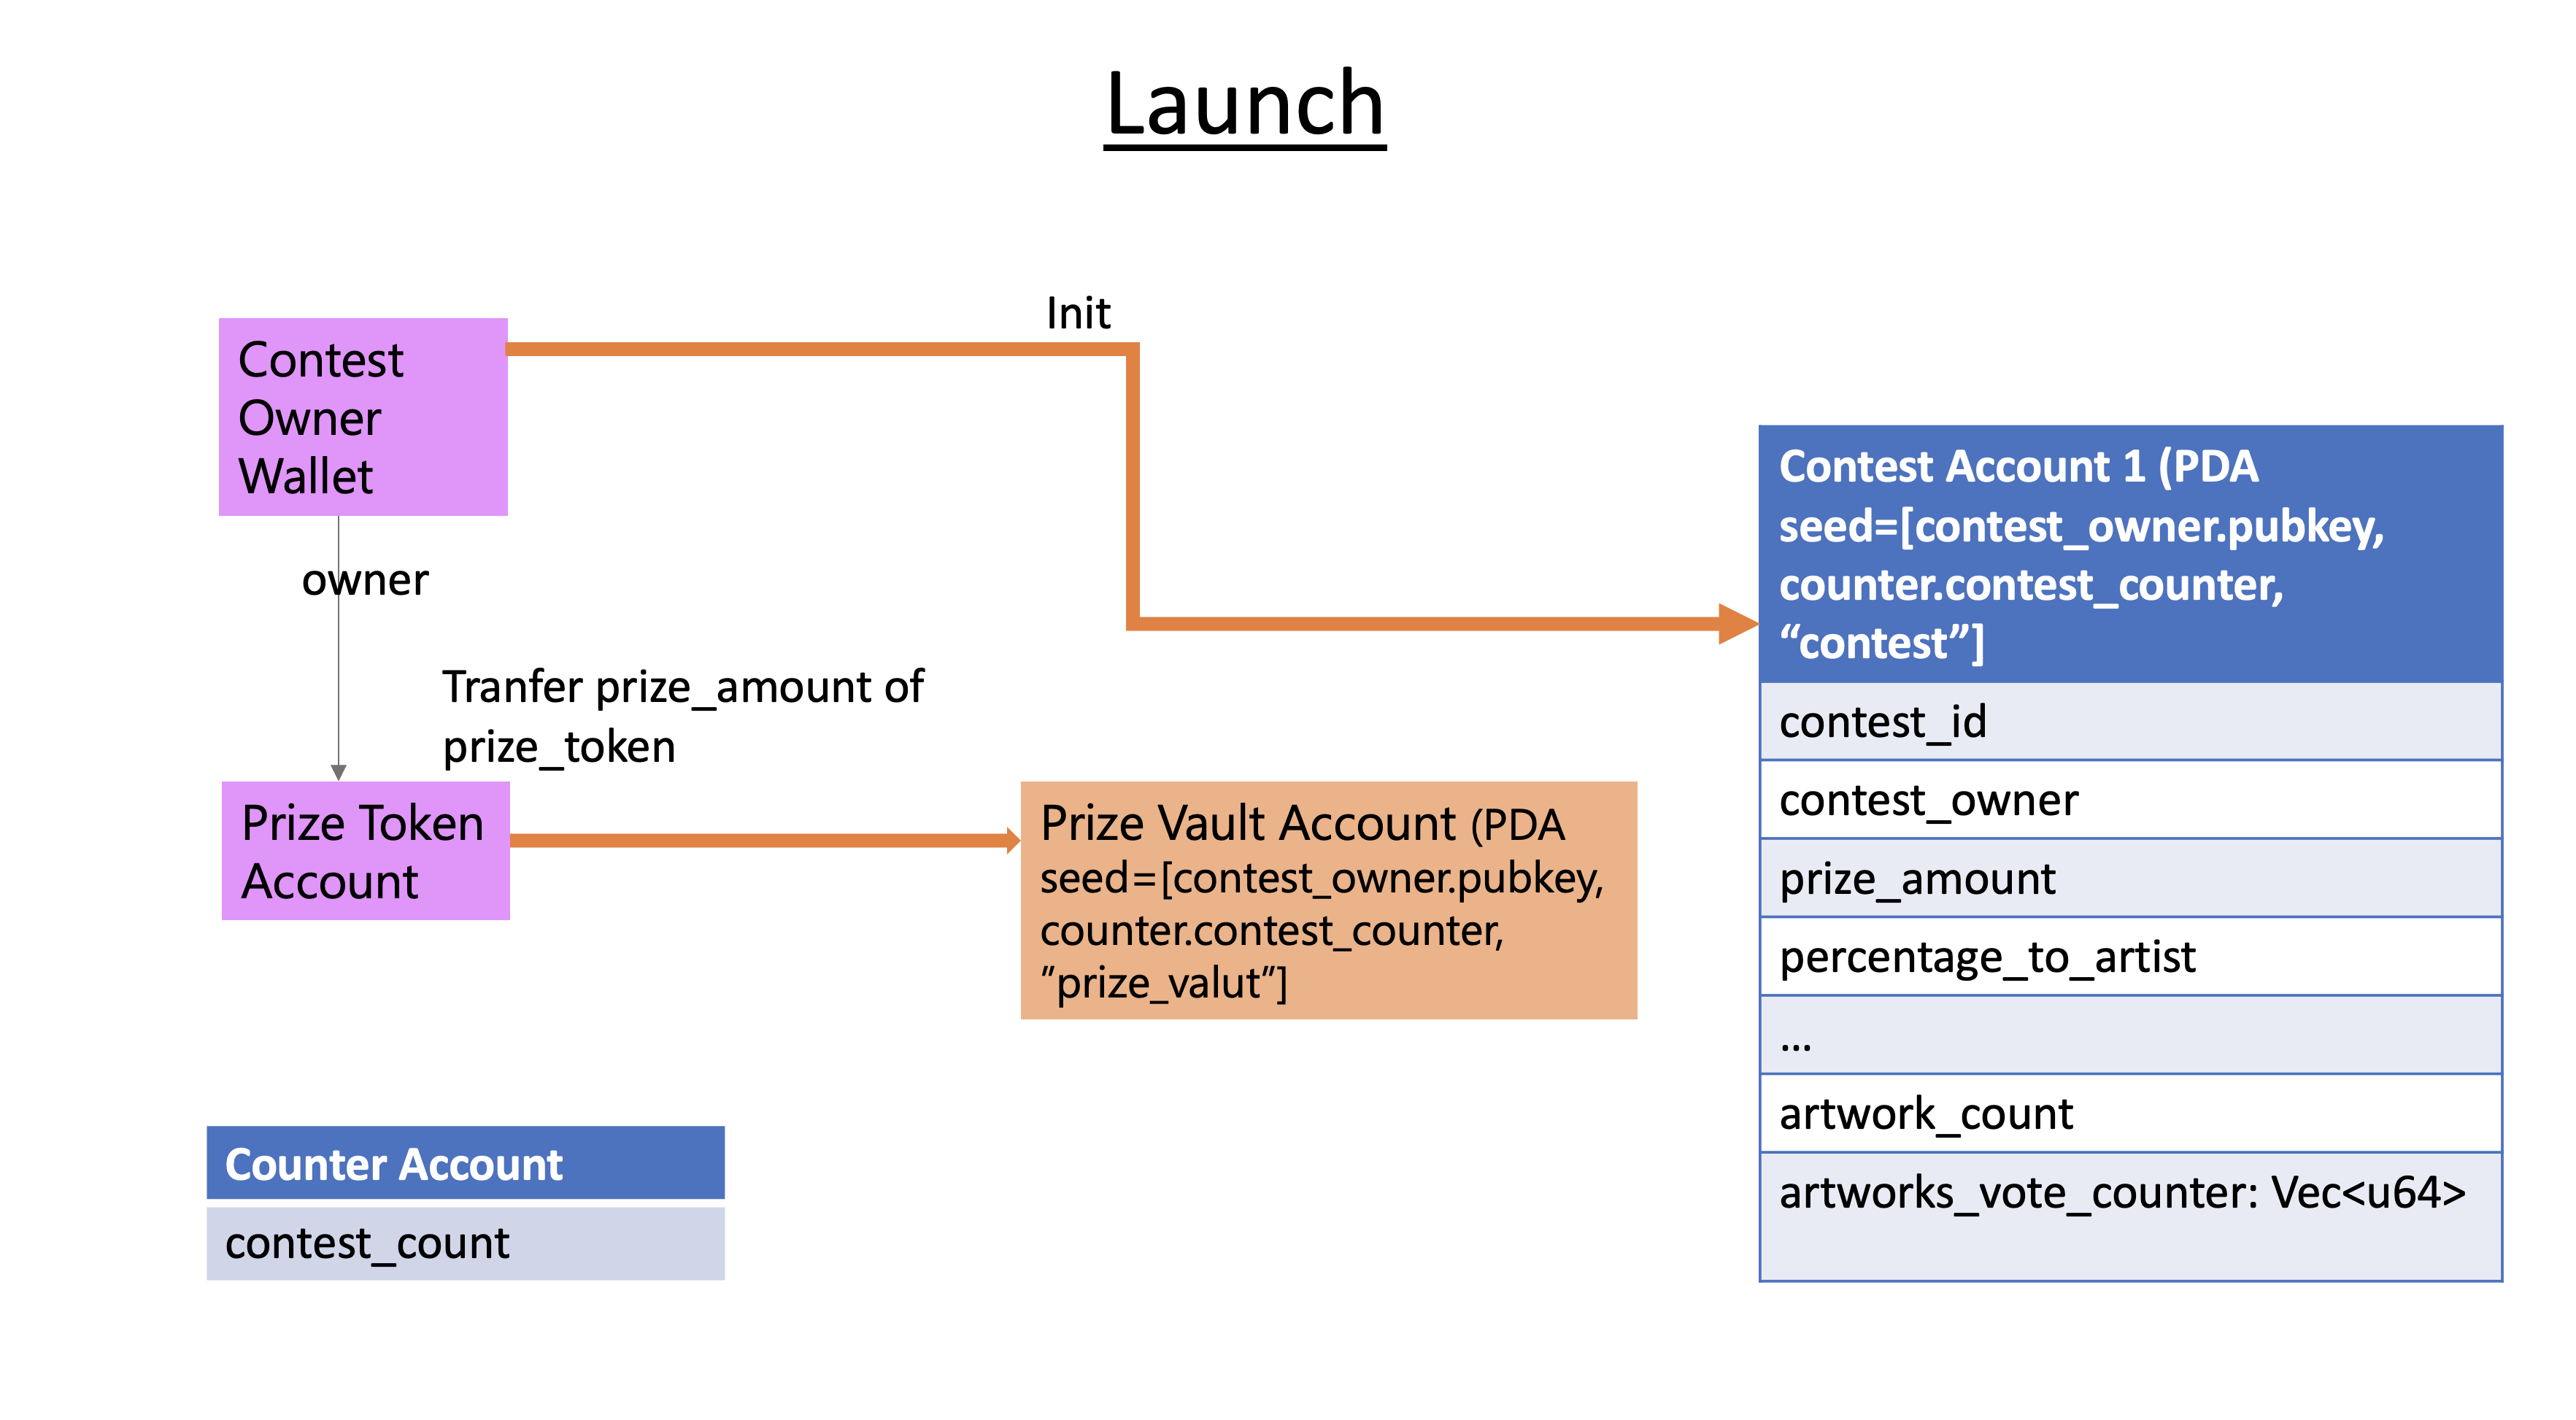 Launch
Init
Contest
Owner
Wallet
owner
Tranfer prize_amount of
prize_token
Prize Token
Account
Prize Vault Account (PDA
seed=[contest_owner.pubkey,
counter.contest_counter,
”prize_valut”]
Contest Account 1 (PDA
seed=[contest_owner.pubkey,
counter.contest_counter,
“contest”]
contest_id
contest_owner
prize_amount
percentage_to_artist
...
artwork_count
artworks_vote_counter: Vec<u64>
Counter Account
contest_count